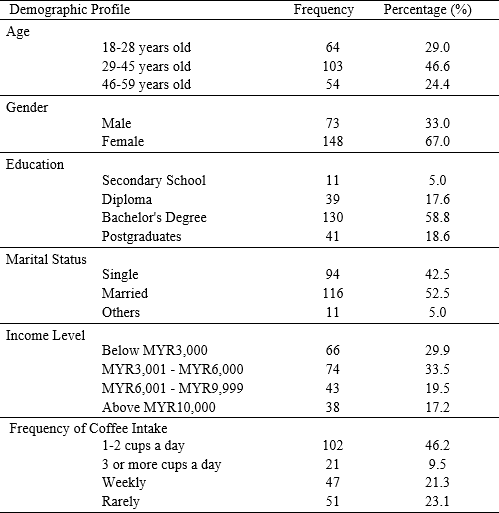 Demographic Profile Frequency Percentage (%)
Age
18-28 years old 64 29.0
29-45 years old 103 46.6
46-59 years old 54 24.4
Gender
Male 73 33.0
Female 148 67.0
Education
Secondary School 11 5.0
Diploma 39 17.6
Bachelor's Degree 130 58.8
Postgraduates 41 18.6
Marital Status
Single 94 42.5
Married 116 52.5
Others 11 5.0
Income Level
Below MYR3,000 66 29.9
MYR3,001 - MYR6,000 74 33.5
MYR6,001 - MYR9,999 43 19.5
Above MYR10,000 38 17.2
Frequency of Coffee Intake
1-2 cups a day 102 46.2
3 or more cups a day 21 9.5
Weekly 47 21.3
Rarely 51 23.1